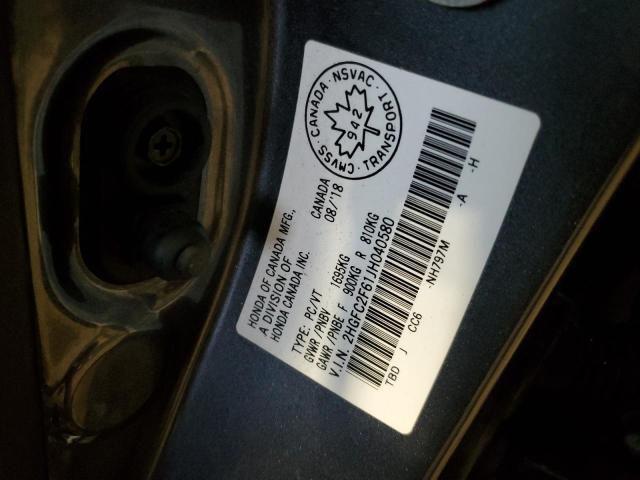 HONDA OF CANADA MFG.,
A DIVISION OF
HONDA CANADA INC.
CANADA
08/'18
TYPE: PC/VT
GVWR /PNBV 1695KG
GAWR /PNBE F 900KG R 810KG
V.I.N. 2HGFC2F61JH040580
TBD J CC6 -NH797M -A -H
CMVSS · CANADA · NSVAC · TRANSPORT
942